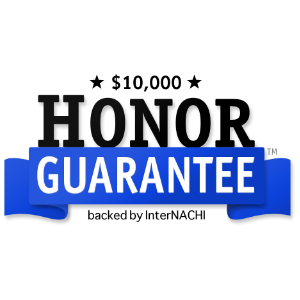 ★ $10,000 ★
HONOR
GUARANTEE™
backed by InterNACHI